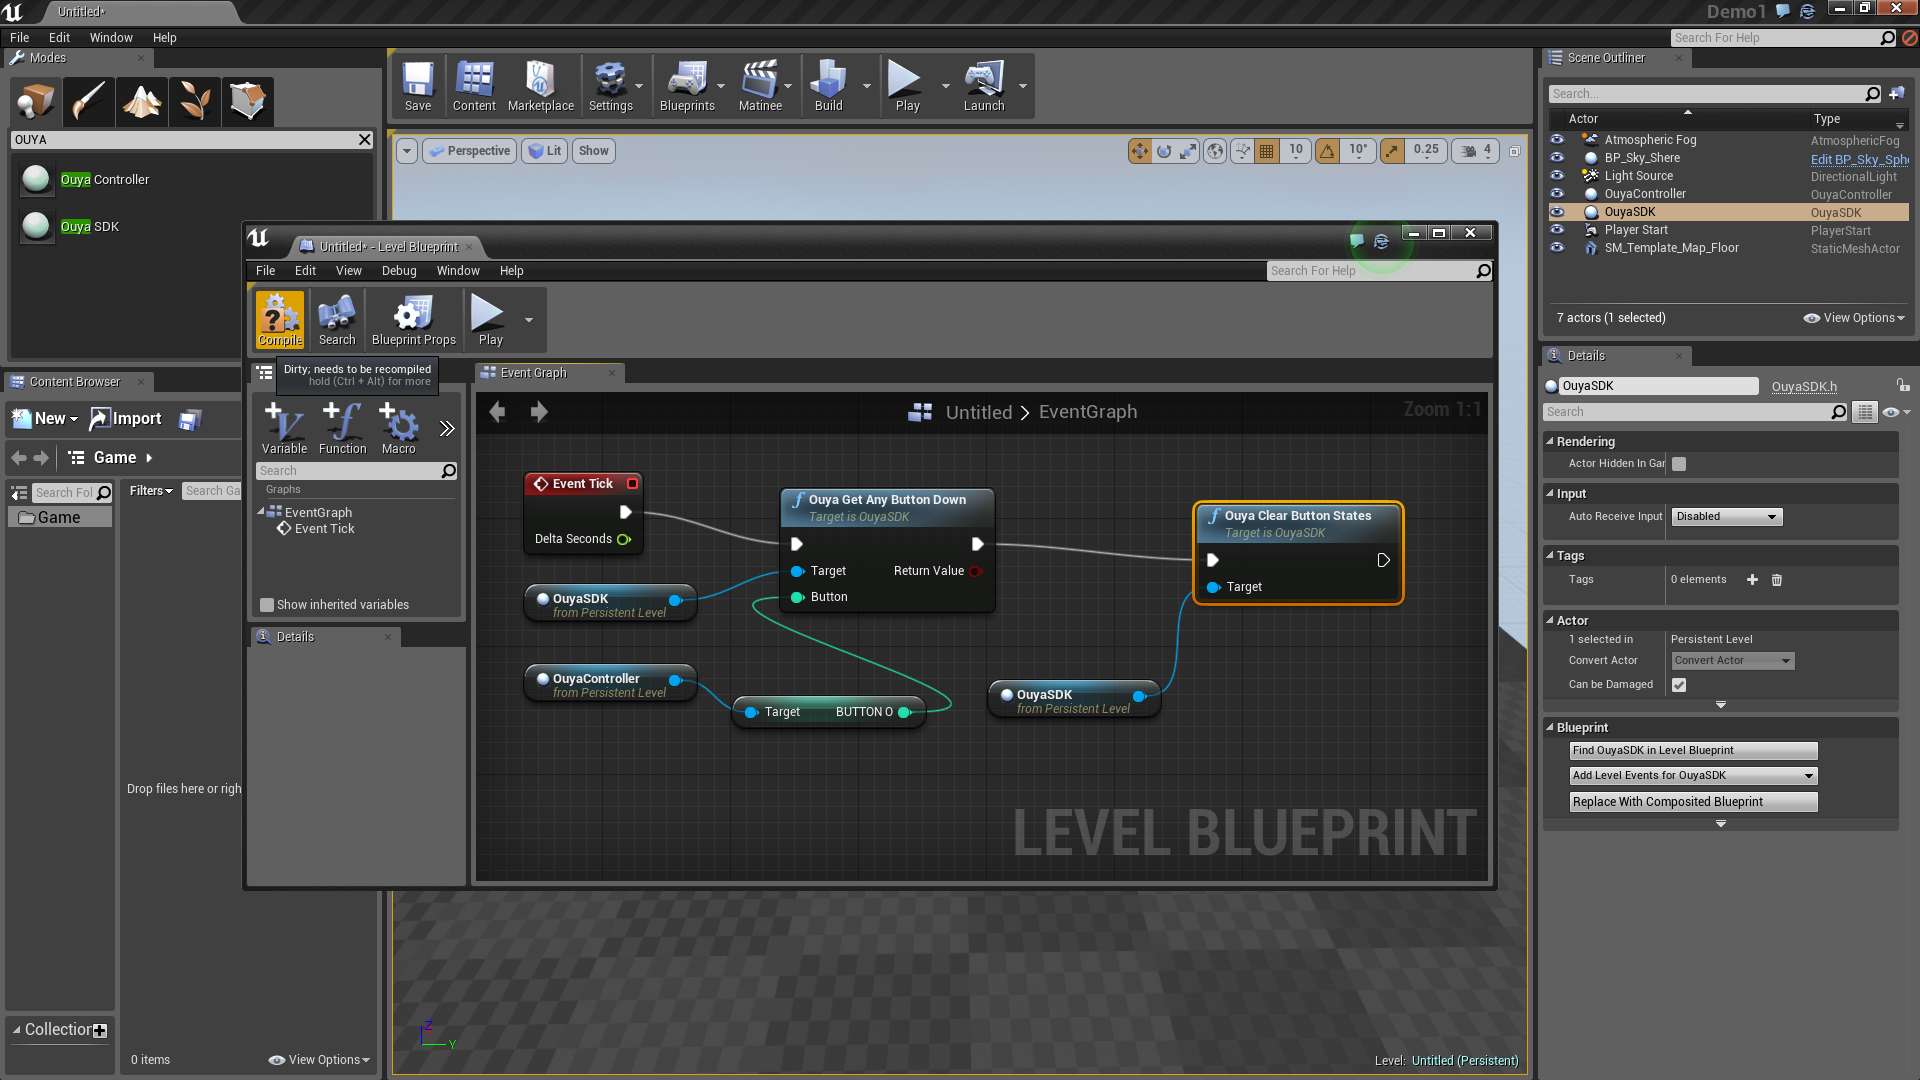 Untitled*
Demo1
File Edit Window Help
Search For Help
Modes
OUYA
Ouya Controller
Ouya SDK
Save
Content
Marketplace
Settings
Blueprints
Matinee
Build
Play
Launch
Perspective
Lit
Show
10
10°
0.25
4
Scene Outliner
Search...
Actor Type
Atmospheric Fog AtmosphericFog
BP_Sky_Shere Edit BP_Sky_Sph
Light Source DirectionalLight
OuyaController OuyaController
OuyaSDK OuyaSDK
Player Start PlayerStart
SM_Template_Map_Floor StaticMeshActor
7 actors (1 selected)
View Options
Untitled* - Level Blueprint
File Edit View Debug Window Help
Search For Help
Compile
Search
Blueprint Props
Play
Dirty; needs to be recompiled
hold (Ctrl + Alt) for more
Variable
Function
Macro
Search
Graphs
EventGraph
Event Tick
Show inherited variables
Details
Event Graph
Untitled > EventGraph
Zoom 1:1
Event Tick
Delta Seconds
Ouya Get Any Button Down
Target is OuyaSDK
Target
Return Value
Button
Ouya Clear Button States
Target is OuyaSDK
Target
OuyaSDK
from Persistent Level
OuyaController
from Persistent Level
Target
BUTTON O
OuyaSDK
from Persistent Level
LEVEL BLUEPRINT
Content Browser
New
Import
Game
Search Fol
Filters
Search Ga
Game
Drop files here or righ
Collection
0 items
View Options
Z
Y
Level: Untitled (Persistent)
Details
OuyaSDK
OuyaSDK.h
Search
Rendering
Actor Hidden In Gar
Input
Auto Receive Input
Disabled
Tags
Tags
0 elements
Actor
1 selected in
Persistent Level
Convert Actor
Convert Actor
Can be Damaged
Blueprint
Find OuyaSDK in Level Blueprint
Add Level Events for OuyaSDK
Replace With Composited Blueprint